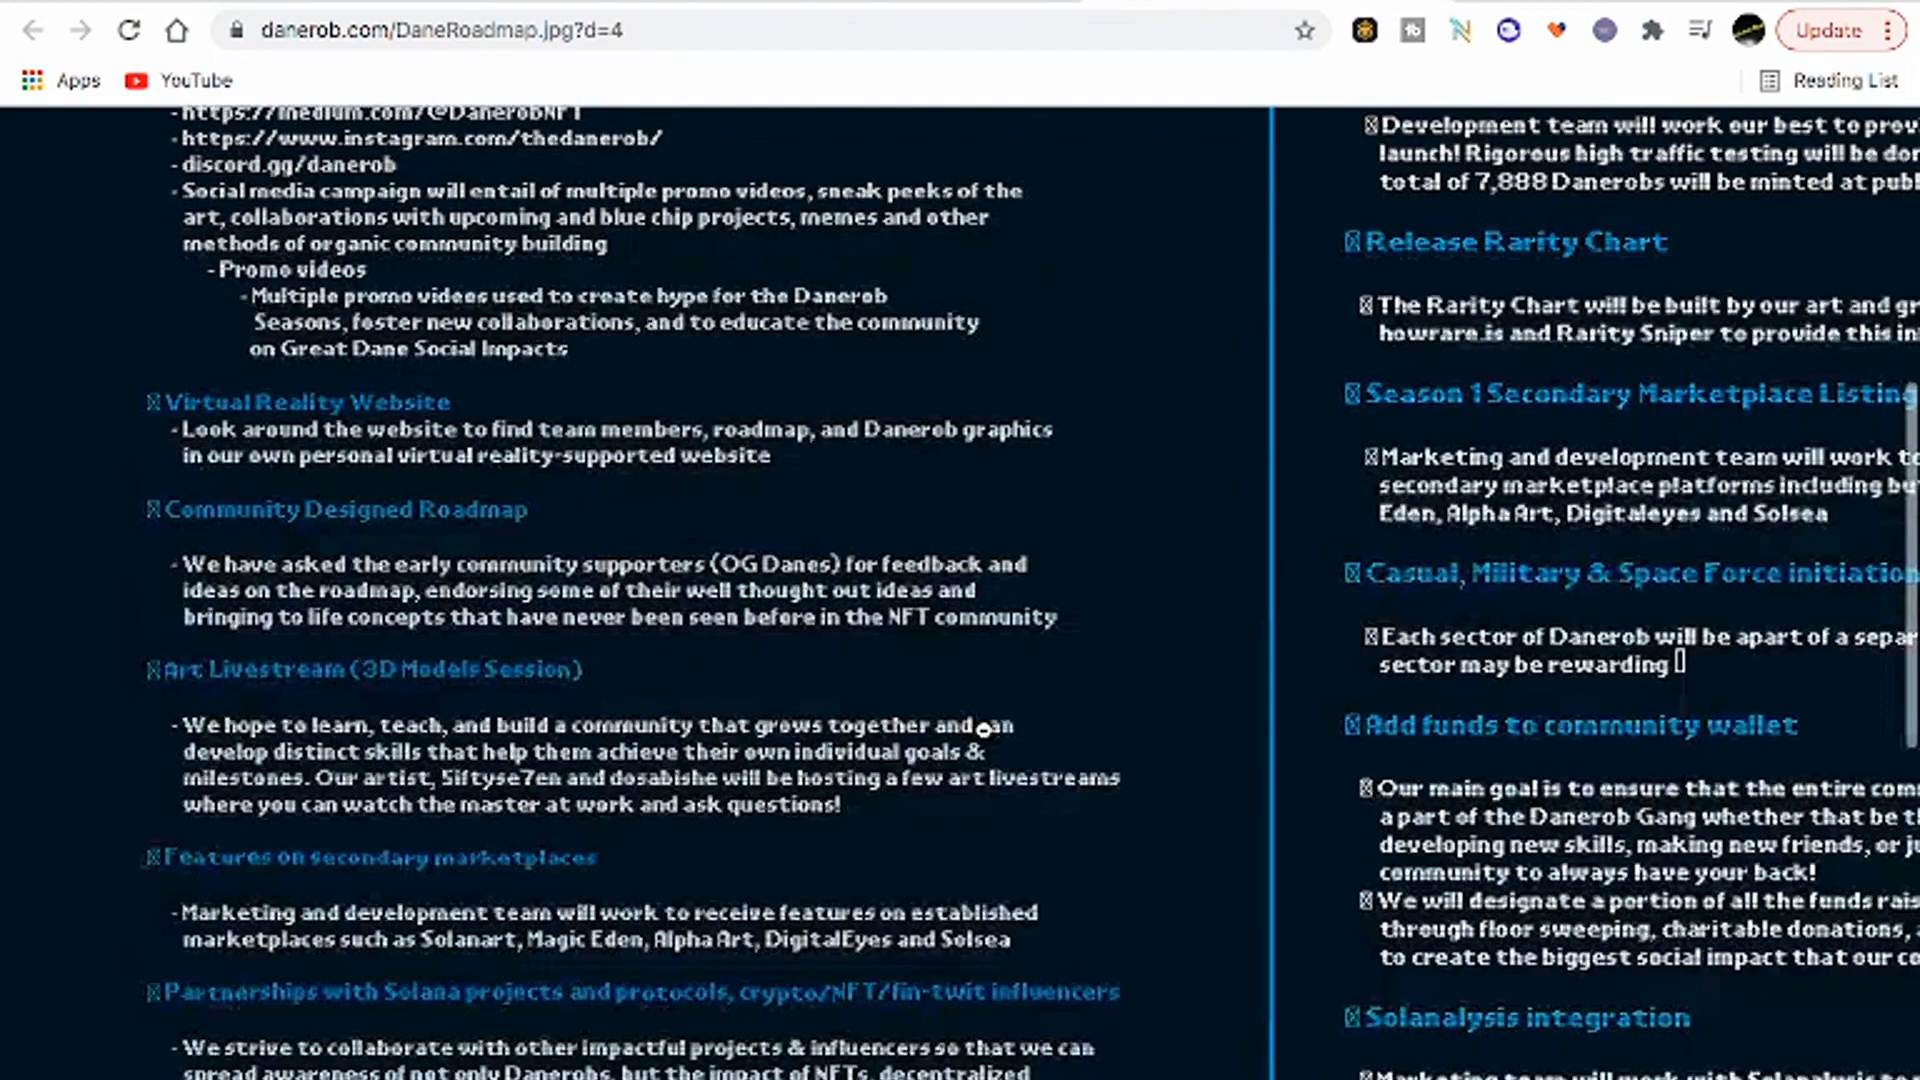 danerob.com/DaneRoadmap.jpg?d=4
Update
Apps
YouTube
Reading List
- https://medium.com/@DanerobNFT
- https://www.instagram.com/thedanerob/
- discord.gg/danerob
- Social media campaign will entail of multiple promo videos, sneak peeks of the
art, collaborations with upcoming and blue chip projects, memes and other
methods of organic community building
- Promo videos
- Multiple promo videos used to create hype for the Danerob
Seasons, foster new collaborations, and to educate the community
on Great Dane Social Impacts
Virtual Reality Website
- Look around the website to find team members, roadmap, and Danerob graphics
in our own personal virtual reality-supported website
Community Designed Roadmap
- We have asked the early community supporters (OG Danes) for feedback and
ideas on the roadmap, endorsing some of their well thought out ideas and
bringing to life concepts that have never been seen before in the NFT community
Art Livestream (3D Models Session)
- We hope to learn, teach, and build a community that grows together and can
develop distinct skills that help them achieve their own individual goals &
milestones. Our artist, 5iftyse7en and dosabishe will be hosting a few art livestreams
where you can watch the master at work and ask questions!
Features on secondary marketplaces
- Marketing and development team will work to receive features on established
marketplaces such as Solanart, Magic Eden, Alpha Art, DigitalEyes and Solsea
Partnerships with Solana projects and protocols, crypto/NFT/fin-twit influencers
- We strive to collaborate with other impactful projects & influencers so that we can
spread awareness of not only Danerobs, but the impact of NFTs, decentralized
Development team will work our best to prov
launch! Rigorous high traffic testing will be dor
total of 7,888 Danerobs will be minted at publ
Release Rarity Chart
The Rarity Chart will be built by our art and gr
howrare.is and Rarity Sniper to provide this in
Season 1 Secondary Marketplace Listing
Marketing and development team will work to
secondary marketplace platforms including bu
Eden, Alpha Art, Digitaleyes and Solsea
Casual, Military & Space Force initiation
Each sector of Danerob will be apart of a separ
sector may be rewarding
Add funds to community wallet
Our main goal is to ensure that the entire com
a part of the Danerob Gang whether that be th
developing new skills, making new friends, or ju
community to always have your back!
We will designate a portion of all the funds rais
through floor sweeping, charitable donations, a
to create the biggest social impact that our co
Solanalysis integration
Marketing team will work with Solanalysis to